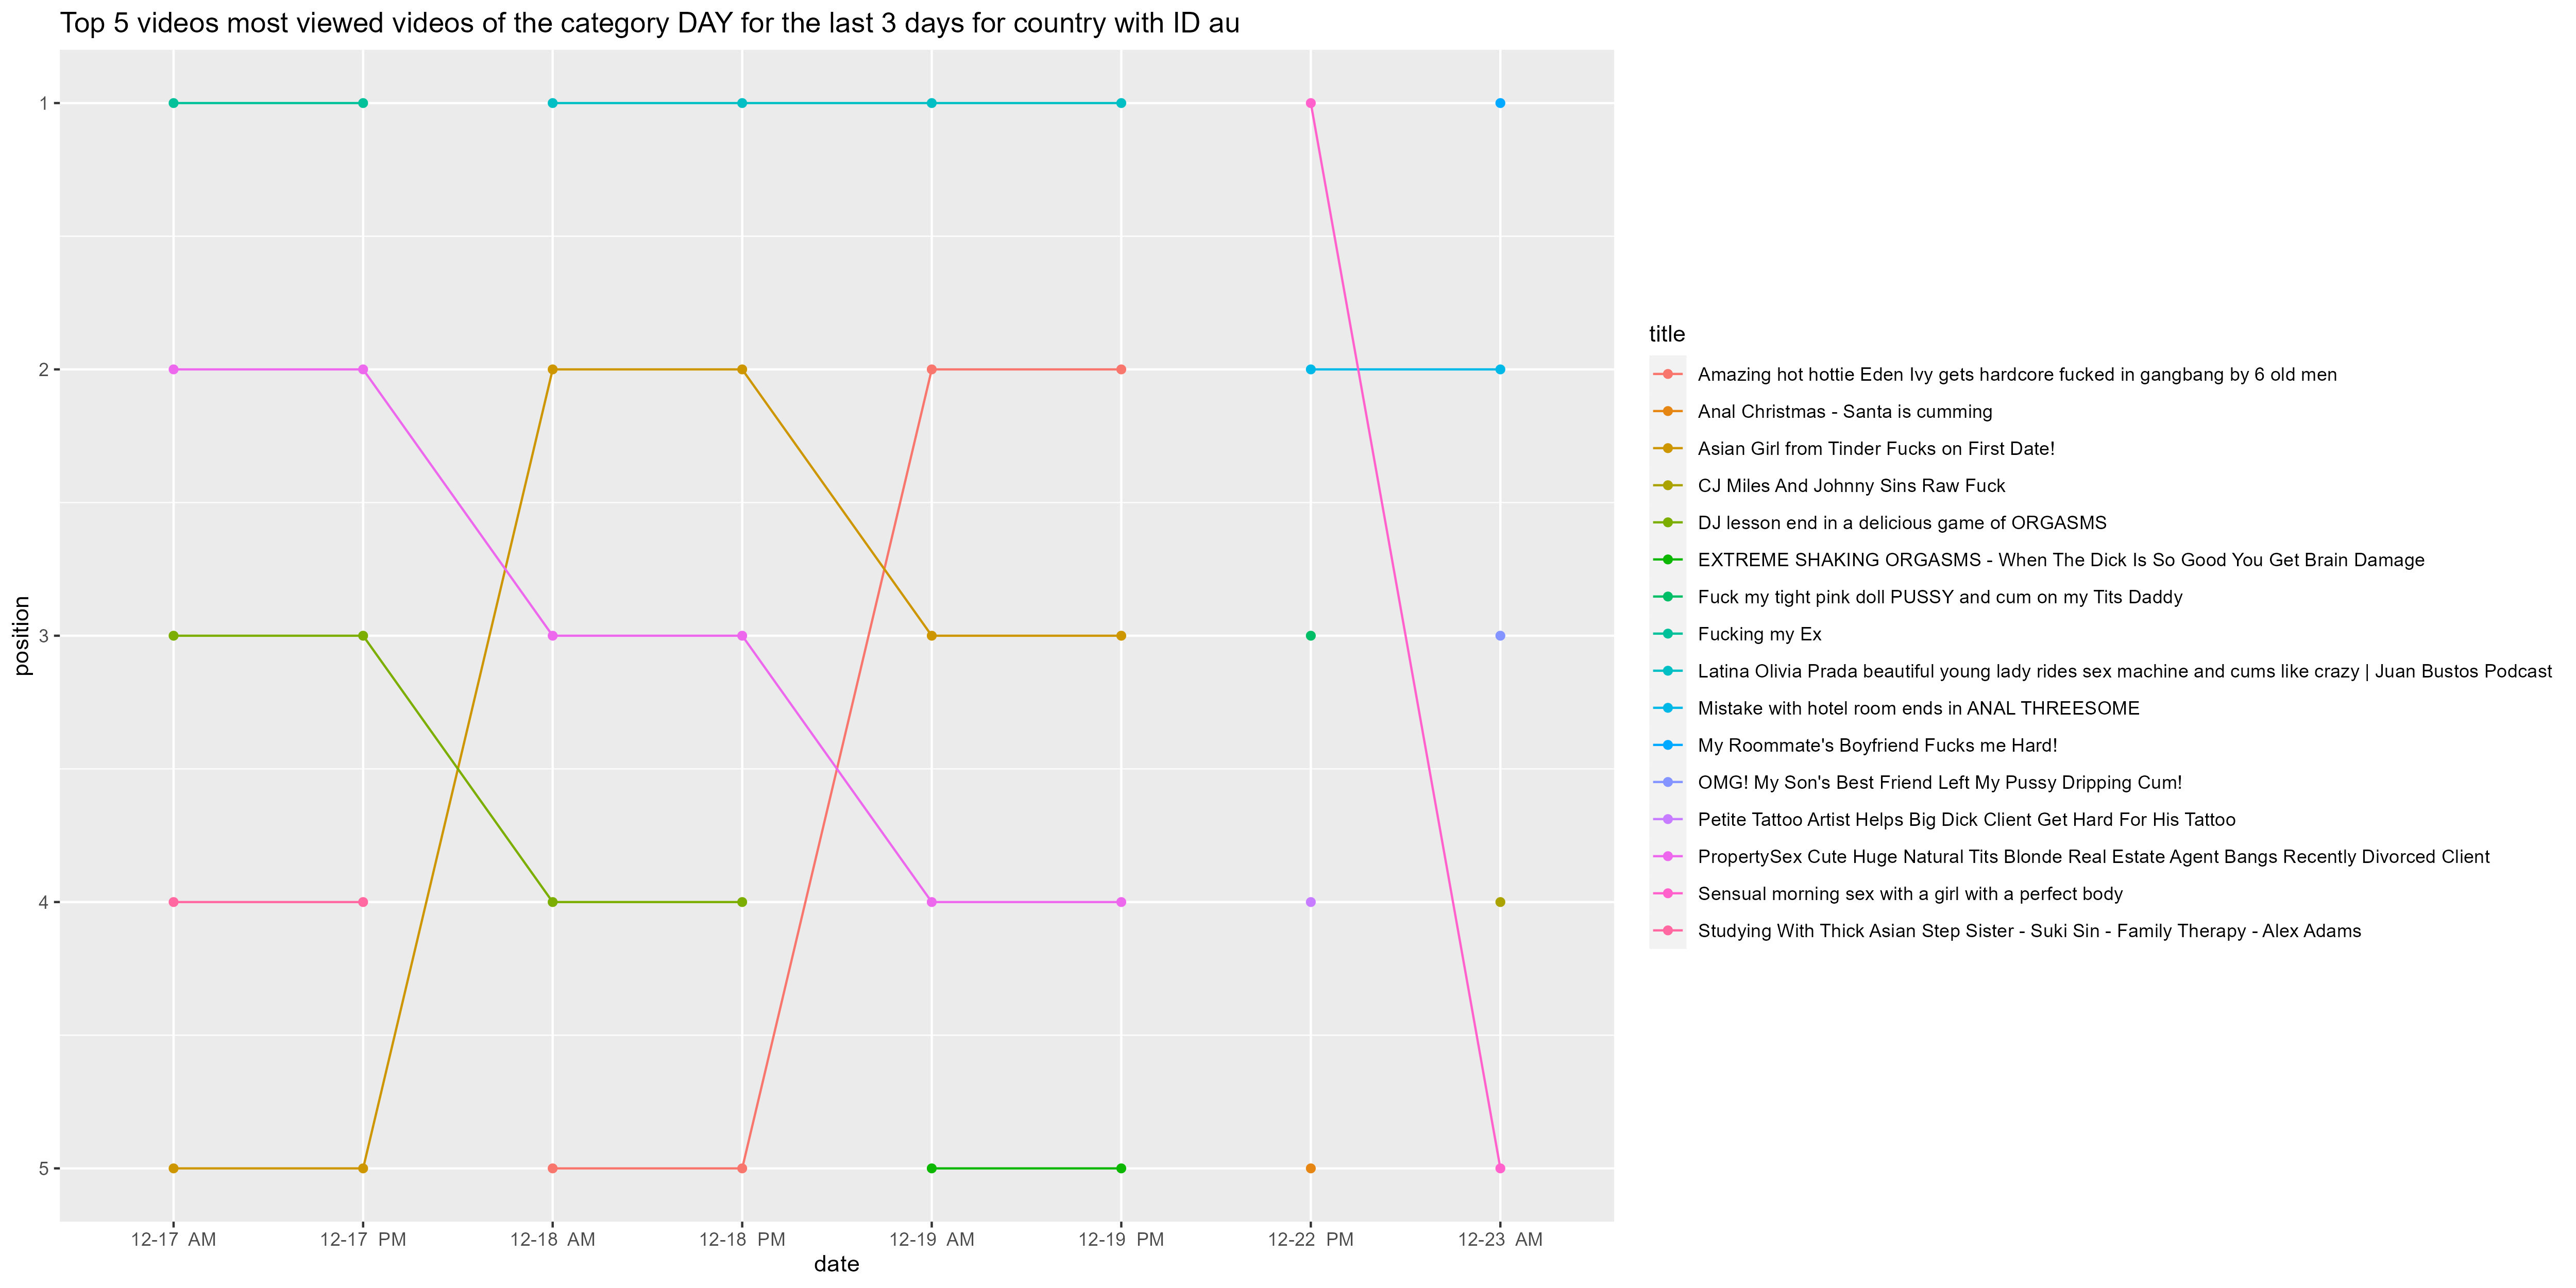 Top 5 videos most viewed videos of the category DAY for the last 3 days for country with ID au
position
1
2
3
4
5
12-17 AM
12-17 PM
12-18 AM
12-18 PM
12-19 AM
12-19 PM
12-22 PM
12-23 AM
date
title
Amazing hot hottie Eden Ivy gets hardcore fucked in gangbang by 6 old men
Anal Christmas - Santa is cumming
Asian Girl from Tinder Fucks on First Date!
CJ Miles And Johnny Sins Raw Fuck
DJ lesson end in a delicious game of ORGASMS
EXTREME SHAKING ORGASMS - When The Dick Is So Good You Get Brain Damage
Fuck my tight pink doll PUSSY and cum on my Tits Daddy
Fucking my Ex
Latina Olivia Prada beautiful young lady rides sex machine and cums like crazy | Juan Bustos Podcast
Mistake with hotel room ends in ANAL THREESOME
My Roommate's Boyfriend Fucks me Hard!
OMG! My Son's Best Friend Left My Pussy Dripping Cum!
Petite Tattoo Artist Helps Big Dick Client Get Hard For His Tattoo
PropertySex Cute Huge Natural Tits Blonde Real Estate Agent Bangs Recently Divorced Client
Sensual morning sex with a girl with a perfect body
Studying With Thick Asian Step Sister - Suki Sin - Family Therapy - Alex Adams